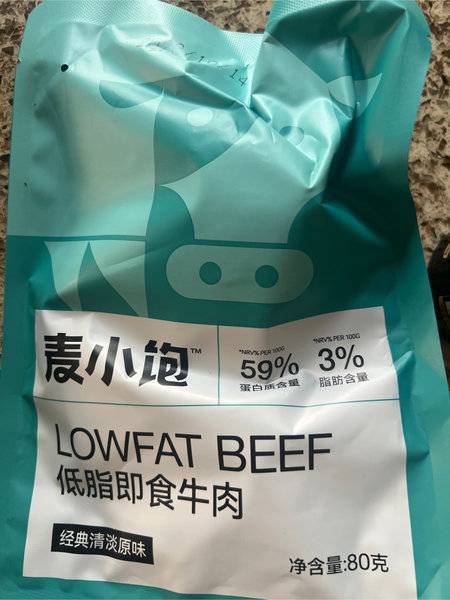 麦小饱™
*NRV% PER 100G
59%
蛋白质含量
*NRV% PER 100G
3%
脂肪含量
LOWFAT BEEF
低脂即食牛肉
经典清淡原味
净含量:80克